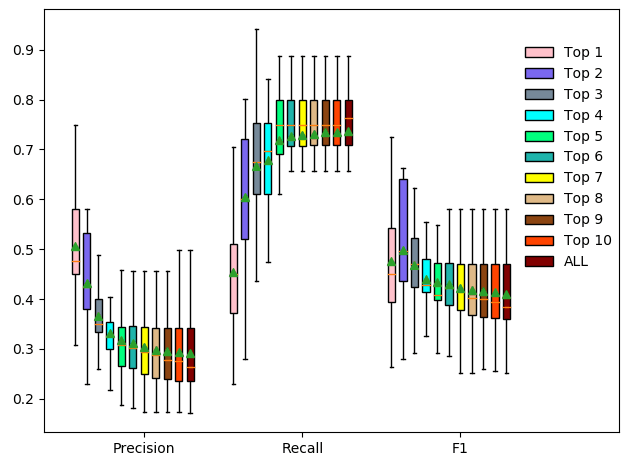 0.9
0.8
0.7
0.6
0.5
0.4
0.3
0.2
Precision
Recall
F1
Top 1
Top 2
Top 3
Top 4
Top 5
Top 6
Top 7
Top 8
Top 9
Top 10
ALL